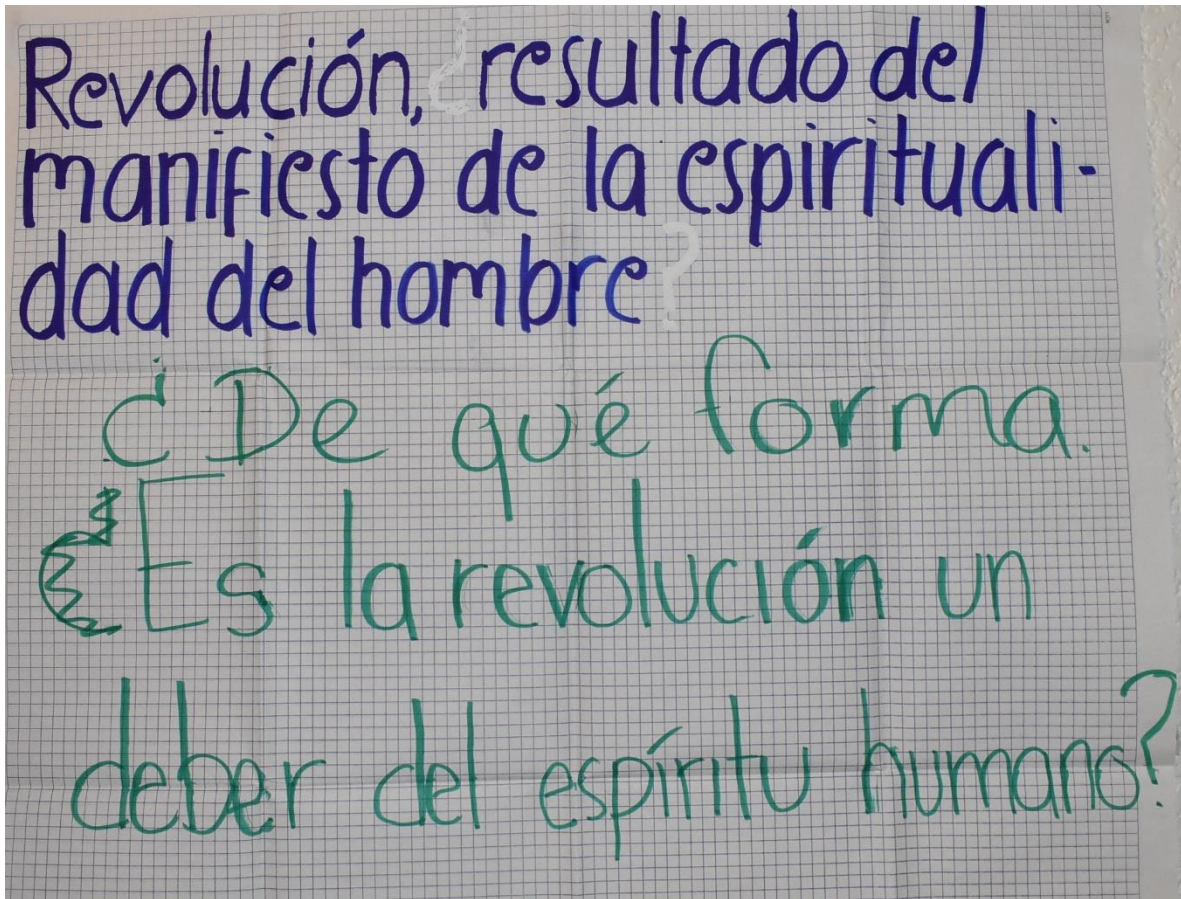 Revolución, ¿resultado del
manifiesto de la espirituali-
dad del hombre?
¿De qué forma.
¿Es la revolución un
deber del espíritu humano?